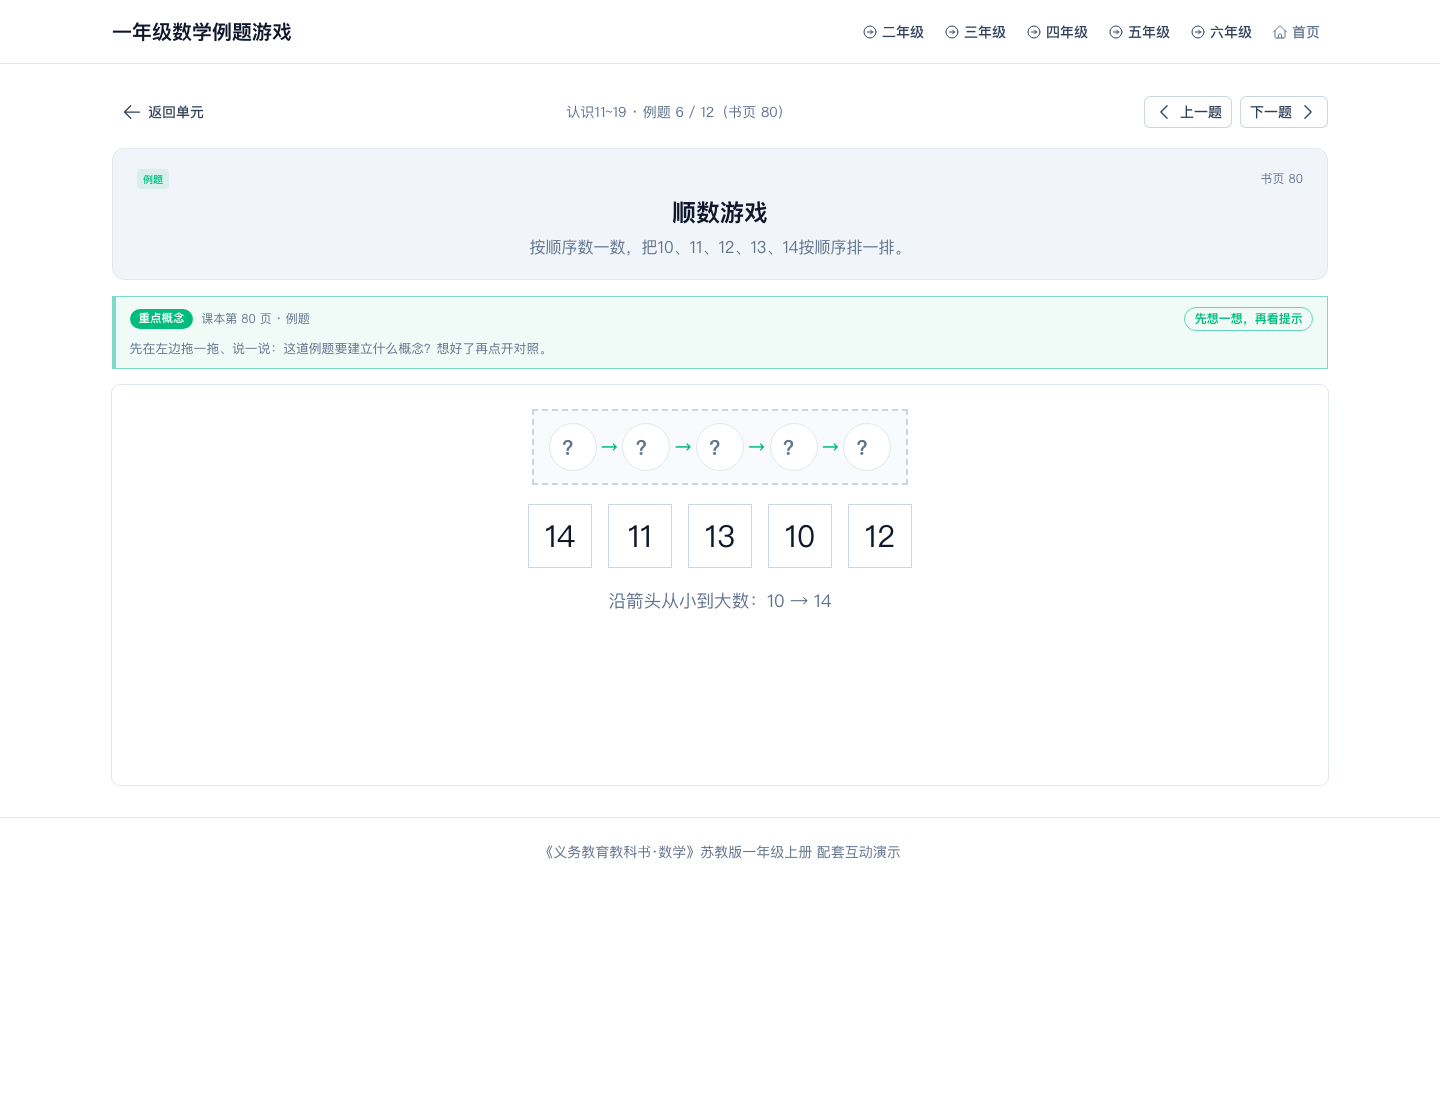 一年级数学例题游戏
二年级 三年级 四年级 五年级 六年级 首页
返回单元
认识11~19 · 例题 6 / 12（书页 80）
上一题 下一题
例题
书页 80
顺数游戏
按顺序数一数，把10、11、12、13、14按顺序排一排。
重点概念 课本第 80 页 · 例题
先想一想，再看提示
先在左边拖一拖、说一说：这道例题要建立什么概念？想好了再点开对照。
? → ? → ? → ? → ?
14 11 13 10 12
沿箭头从小到大数：10 → 14
《义务教育教科书·数学》苏教版一年级上册 配套互动演示